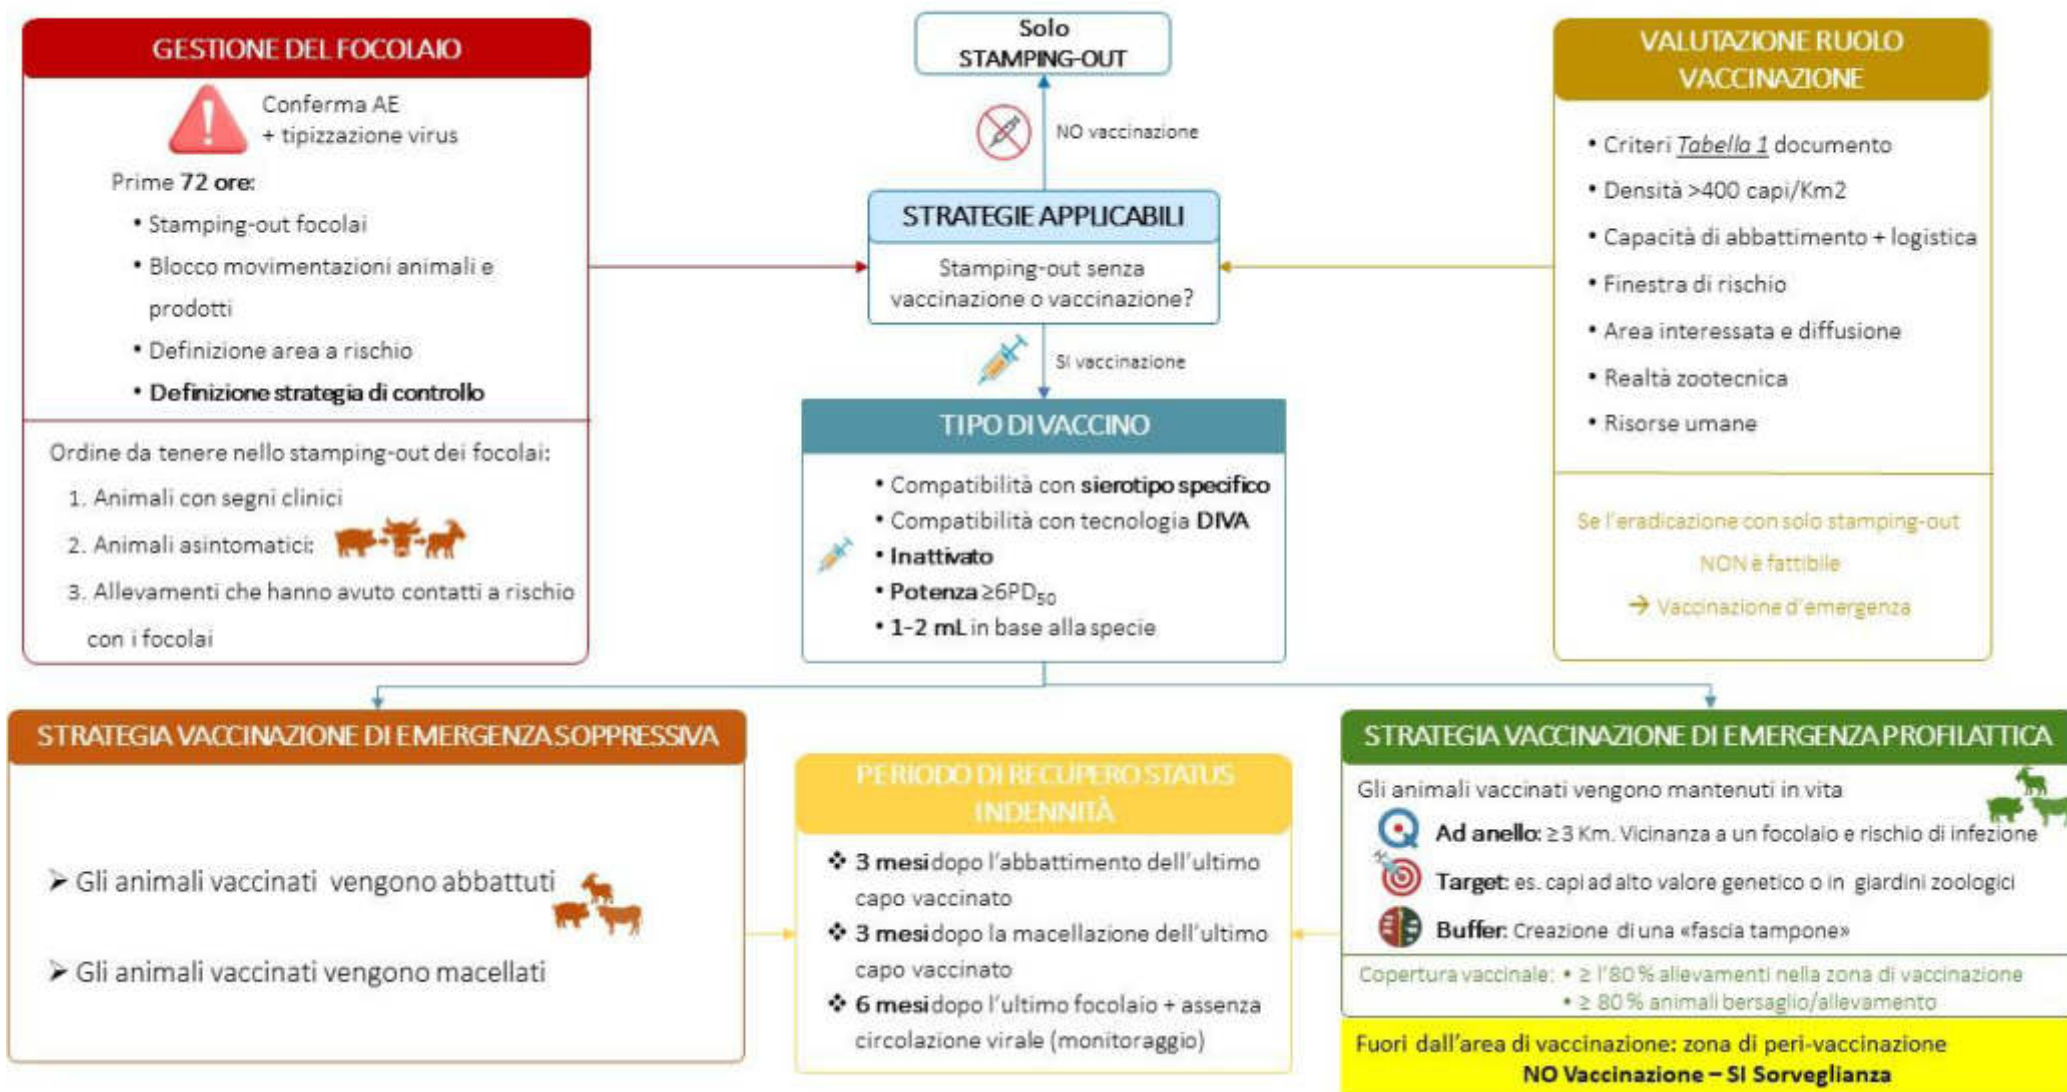 GESTIONE DEL FOCOLAIO
Conferma AE
+ tipizzazione virus
Prime 72 ore:
• Stamping-out focolai
• Blocco movimentazioni animali e
prodotti
• Definizione area a rischio
• Definizione strategia di controllo
Ordine da tenere nello stamping-out dei focolai:
1. Animali con segni clinici
2. Animali asintomatici:
3. Allevamenti che hanno avuto contatti a rischio
con i focolai
Solo
STAMPING-OUT
NO vaccinazione
STRATEGIE APPLICABILI
Stamping-out senza
vaccinazione o vaccinazione?
SI vaccinazione
TIPO DI VACCINO
• Compatibilità con sierotipo specifico
• Compatibilità con tecnologia DIVA
• Inattivato
• Potenza ≥6PD50
• 1-2 mL in base alla specie
VALUTAZIONE RUOLO
VACCINAZIONE
• Criteri Tabella 1 documento
• Densità >400 capi/Km2
• Capacità di abbattimento + logistica
• Finestra di rischio
• Area interessata e diffusione
• Realtà zootecnica
• Risorse umane
Se l'eradicazione con solo stamping-out
NON è fattibile
→ Vaccinazione d'emergenza
STRATEGIA VACCINAZIONE DI EMERGENZA SOPPRESSIVA
➤ Gli animali vaccinati vengono abbattuti
➤ Gli animali vaccinati vengono macellati
PERIODO DI RECUPERO STATUS
INDENNITÀ
❖ 3 mesi dopo l'abbattimento dell'ultimo
capo vaccinato
❖ 3 mesi dopo la macellazione dell'ultimo
capo vaccinato
❖ 6 mesi dopo l'ultimo focolaio + assenza
circolazione virale (monitoraggio)
STRATEGIA VACCINAZIONE DI EMERGENZA PROFILATTICA
Gli animali vaccinati vengono mantenuti in vita
Ad anello: ≥3 Km. Vicinanza a un focolaio e rischio di infezione
Target: es. capi ad alto valore genetico o in giardini zoologici
Buffer: Creazione di una «fascia tampone»
Copertura vaccinale: • ≥ l'80 % allevamenti nella zona di vaccinazione
• ≥ 80 % animali bersaglio/allevamento
Fuori dall'area di vaccinazione: zona di peri-vaccinazione
NO Vaccinazione – SI Sorveglianza